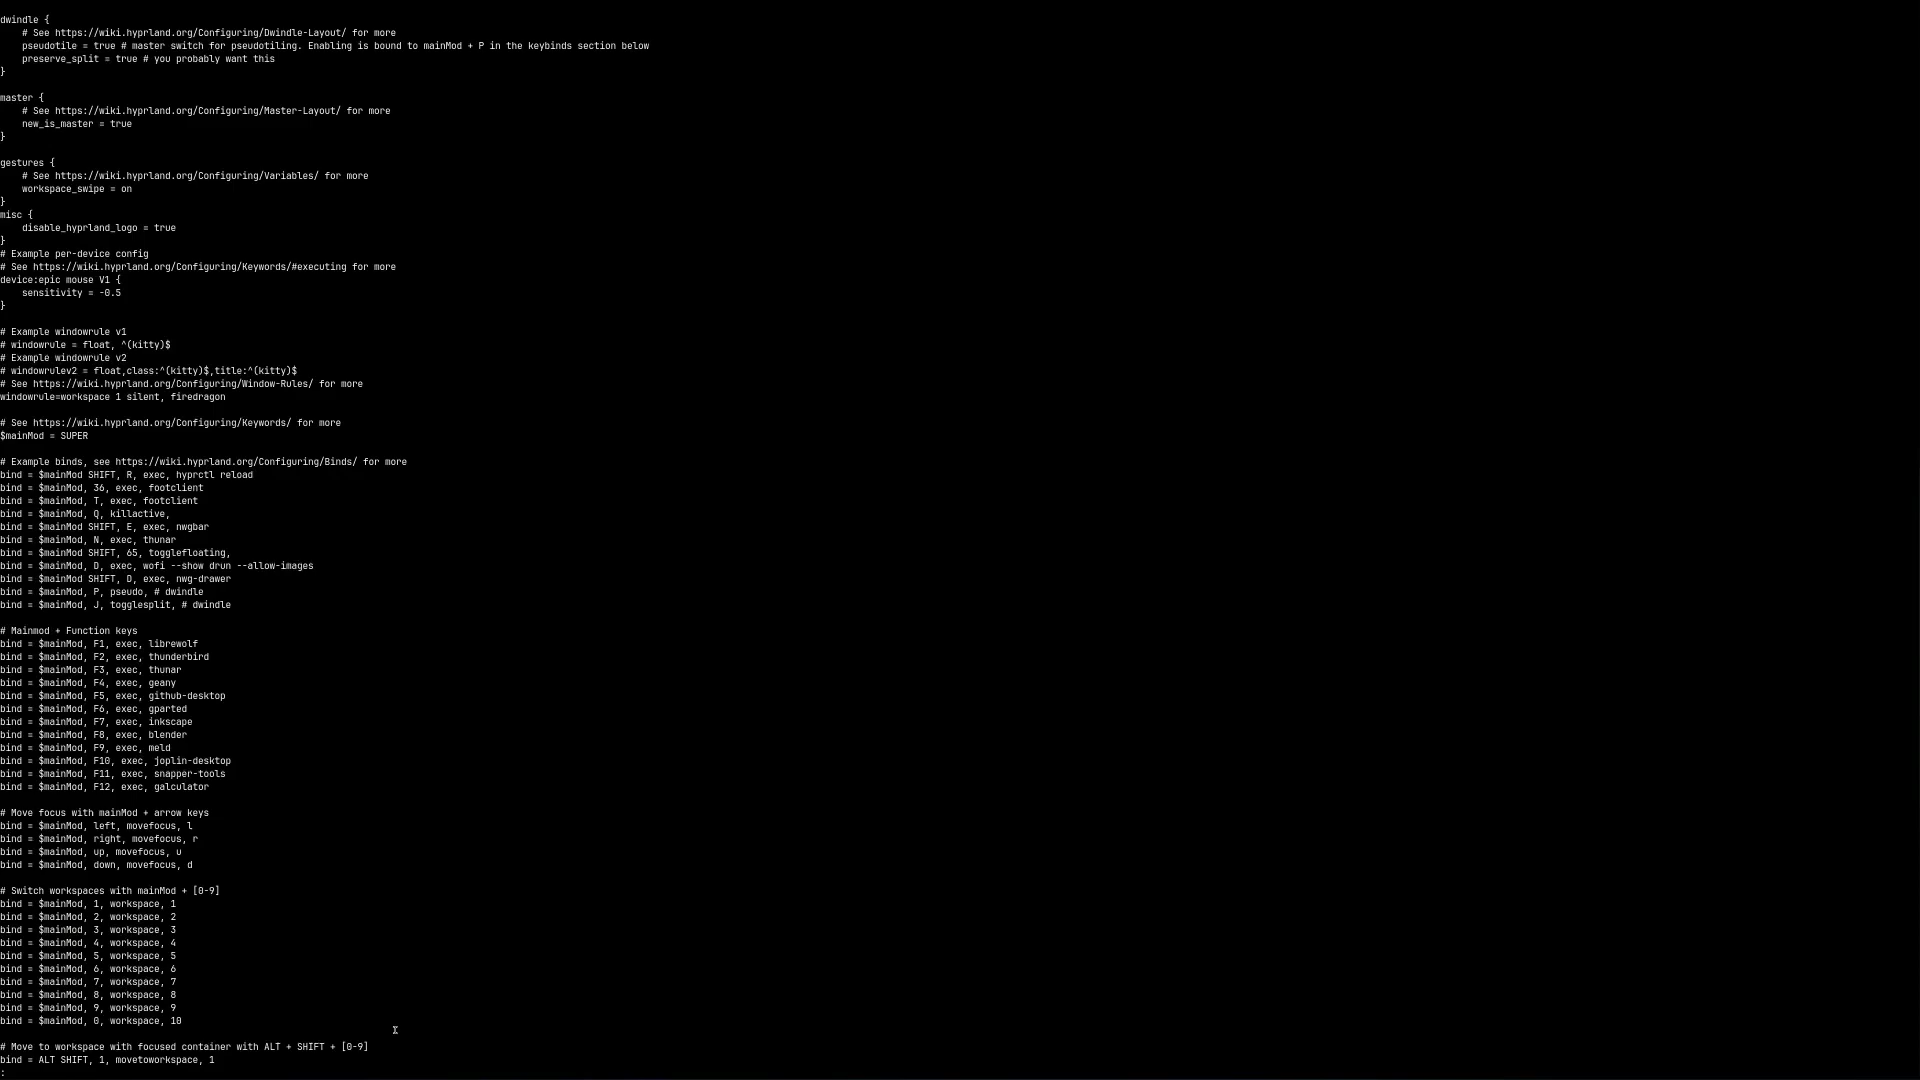 dwindle {
    # See https://wiki.hyprland.org/Configuring/Dwindle-Layout/ for more
    pseudotile = true # master switch for pseudotiling. Enabling is bound to mainMod + P in the keybinds section below
    preserve_split = true # you probably want this
}

master {
    # See https://wiki.hyprland.org/Configuring/Master-Layout/ for more
    new_is_master = true
}

gestures {
    # See https://wiki.hyprland.org/Configuring/Variables/ for more
    workspace_swipe = on
}
misc {
    disable_hyprland_logo = true
}
# Example per-device config
# See https://wiki.hyprland.org/Configuring/Keywords/#executing for more
device:epic mouse V1 {
    sensitivity = -0.5
}

# Example windowrule v1
# windowrule = float, ^(kitty)$
# Example windowrule v2
# windowrulev2 = float,class:^(kitty)$,title:^(kitty)$
# See https://wiki.hyprland.org/Configuring/Window-Rules/ for more
windowrule=workspace 1 silent, firedragon

# See https://wiki.hyprland.org/Configuring/Keywords/ for more
$mainMod = SUPER

# Example binds, see https://wiki.hyprland.org/Configuring/Binds/ for more
bind = $mainMod SHIFT, R, exec, hyprctl reload
bind = $mainMod, 36, exec, footclient
bind = $mainMod, T, exec, footclient
bind = $mainMod, Q, killactive,
bind = $mainMod SHIFT, E, exec, nwgbar
bind = $mainMod, N, exec, thunar
bind = $mainMod SHIFT, 65, togglefloating,
bind = $mainMod, D, exec, wofi --show drun --allow-images
bind = $mainMod SHIFT, D, exec, nwg-drawer
bind = $mainMod, P, pseudo, # dwindle
bind = $mainMod, J, togglesplit, # dwindle

# Mainmod + Function keys
bind = $mainMod, F1, exec, librewolf
bind = $mainMod, F2, exec, thunderbird
bind = $mainMod, F3, exec, thunar
bind = $mainMod, F4, exec, geany
bind = $mainMod, F5, exec, github-desktop
bind = $mainMod, F6, exec, gparted
bind = $mainMod, F7, exec, inkscape
bind = $mainMod, F8, exec, blender
bind = $mainMod, F9, exec, meld
bind = $mainMod, F10, exec, joplin-desktop
bind = $mainMod, F11, exec, snapper-tools
bind = $mainMod, F12, exec, galculator

# Move focus with mainMod + arrow keys
bind = $mainMod, left, movefocus, l
bind = $mainMod, right, movefocus, r
bind = $mainMod, up, movefocus, u
bind = $mainMod, down, movefocus, d

# Switch workspaces with mainMod + [0-9]
bind = $mainMod, 1, workspace, 1
bind = $mainMod, 2, workspace, 2
bind = $mainMod, 3, workspace, 3
bind = $mainMod, 4, workspace, 4
bind = $mainMod, 5, workspace, 5
bind = $mainMod, 6, workspace, 6
bind = $mainMod, 7, workspace, 7
bind = $mainMod, 8, workspace, 8
bind = $mainMod, 9, workspace, 9
bind = $mainMod, 0, workspace, 10

# Move to workspace with focused container with ALT + SHIFT + [0-9]
bind = ALT SHIFT, 1, movetoworkspace, 1
: